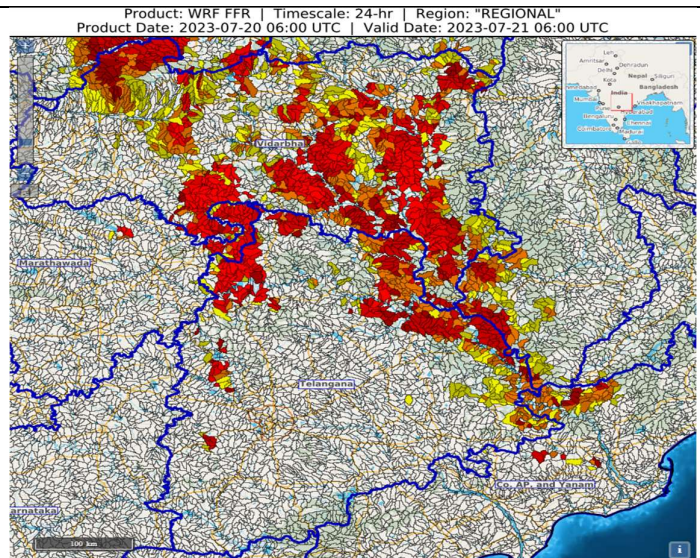 Product: WRF FFR | Timescale: 24-hr | Region: "REGIONAL"
Product Date: 2023-07-20 06:00 UTC | Valid Date: 2023-07-21 06:00 UTC
Leh
Amritsar
Dehradun
Delhi
Nepal
Siliguri
Kota
Bangladesh
India
Mumbai
Visakhapatnam
Bengaluru
Chennai
Coimbatore
Madurai
Vidarbha
Marathawada
Telangana
Co. AP. and Yanam
arnataka
100 km
i